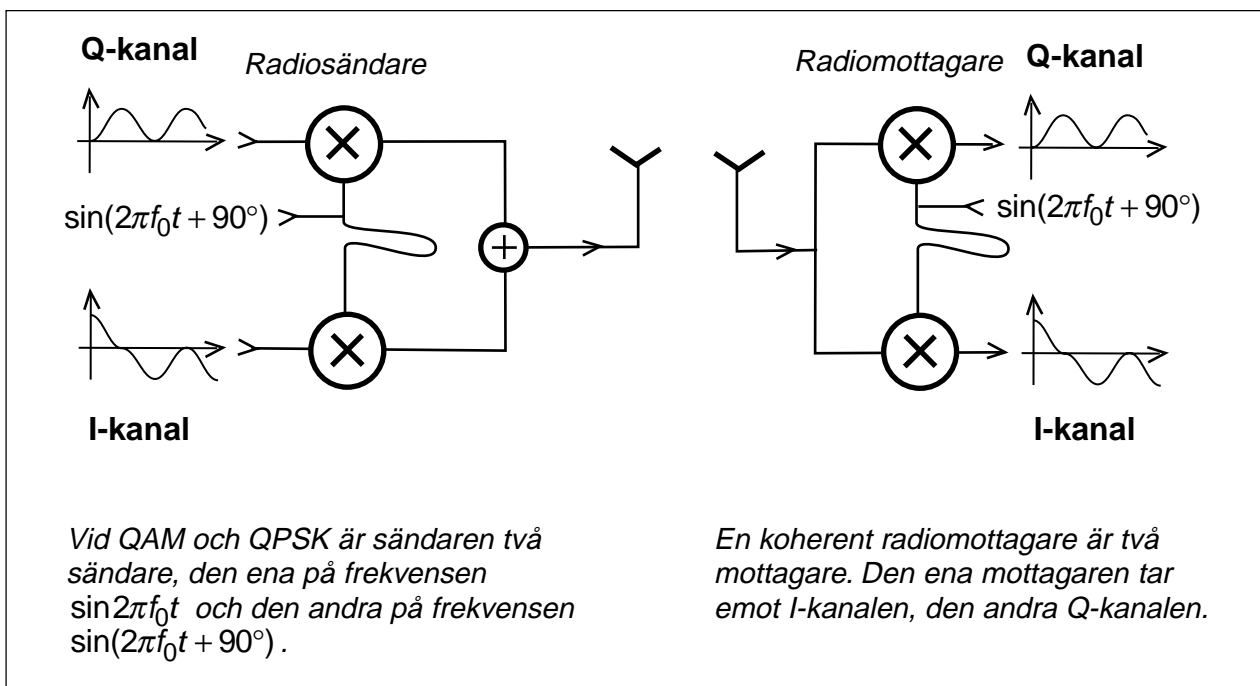 Q-kanal
Radiosändare
sin(2πf₀t + 90°)
I-kanal
Radiomottagare
Q-kanal
sin(2πf₀t + 90°)
I-kanal
Vid QAM och QPSK är sändaren två
sändare, den ena på frekvensen
sin2πf₀t och den andra på frekvensen
sin(2πf₀t + 90°).
En koherent radiomottagare är två
mottagare. Den ena mottagaren tar
emot I-kanalen, den andra Q-kanalen.